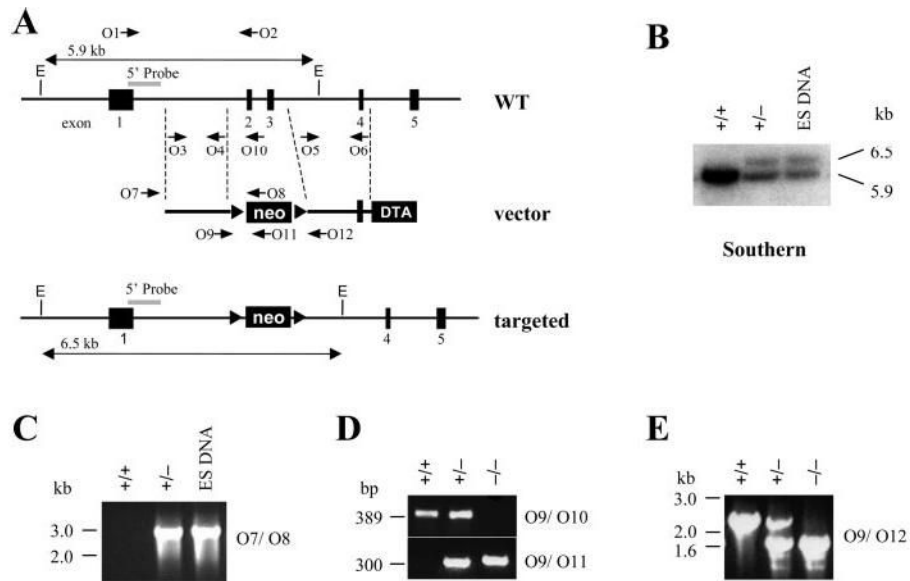 A
O1 O2
5.9 kb
E E
5' Probe
WT
exon 1 2 3 4 5
O3 O4 O10 O5 O6
O7 O8
neo DTA
vector
O9 O11 O12
E 5' Probe E
neo
targeted
1 4 5
6.5 kb
B
+/+ +/− ES DNA kb
6.5
5.9
Southern
C
+/+ +/− ES DNA
kb
3.0
2.0
O7/ O8
D
+/+ +/− −/−
bp
389 O9/ O10
300 O9/ O11
E
+/+ +/− −/−
kb
3.0
2.0
1.6
O9/ O12